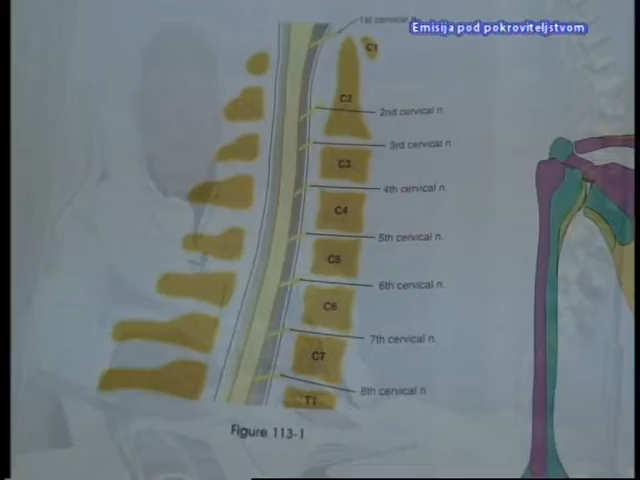 Emisija pod pokroviteljstvom
1st cervical
C1
C2
2nd cervical n.
3rd cervical n
C3
4th cervical n.
C4
5th cervical n.
C5
6th cervical n.
C6
7th cervical n.
C7
8th cervical n
T1
Figure 113-1